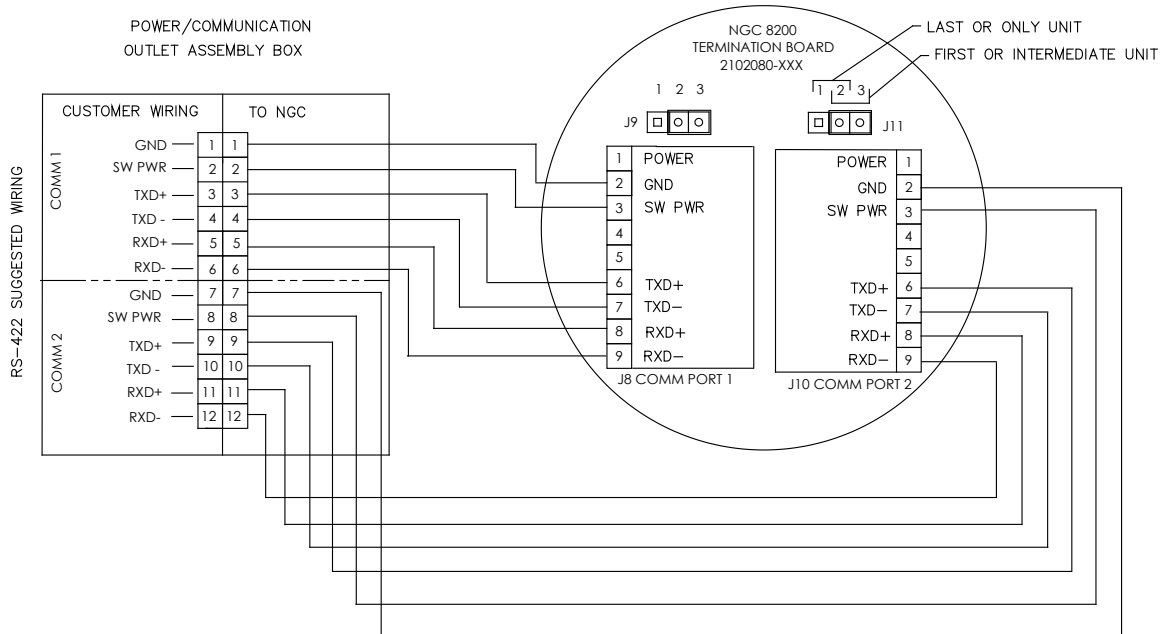 POWER/COMMUNICATION
OUTLET ASSEMBLY BOX
NGC 8200
TERMINATION BOARD
2102080-XXX
LAST OR ONLY UNIT
FIRST OR INTERMEDIATE UNIT
1 2 3
J9
1 2 3
J11
RS-422 SUGGESTED WIRING
CUSTOMER WIRING
TO NGC
COMM 1
GND 1 1
SW PWR 2 2
TXD+ 3 3
TXD - 4 4
RXD+ 5 5
RXD- 6 6
COMM 2
GND 7 7
SW PWR 8 8
TXD+ 9 9
TXD - 10 10
RXD+ 11 11
RXD- 12 12
1 POWER
2 GND
3 SW PWR
4
5
6 TXD+
7 TXD-
8 RXD+
9 RXD-
J8 COMM PORT 1
POWER 1
GND 2
SW PWR 3
4
5
TXD+ 6
TXD- 7
RXD+ 8
RXD- 9
J10 COMM PORT 2